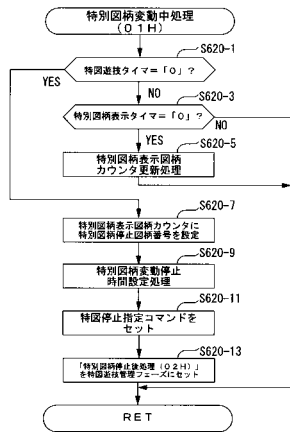 特別図柄変動中処理
(01H)
S620-1
特図遊技タイマ=「0」?
YES
NO
S620-3
特別図柄表示タイマ=「0」?
NO
YES
S620-5
特別図柄表示図柄
カウンタ更新処理
S620-7
特別図柄表示図柄カウンタに
特別図柄停止図柄番号を設定
S620-9
特別図柄変動停止
時間設定処理
S620-11
特図停止指定コマンドを
セット
S620-13
「特別図柄停止後処理(02H)」
を特図遊技管理フェーズにセット
RET